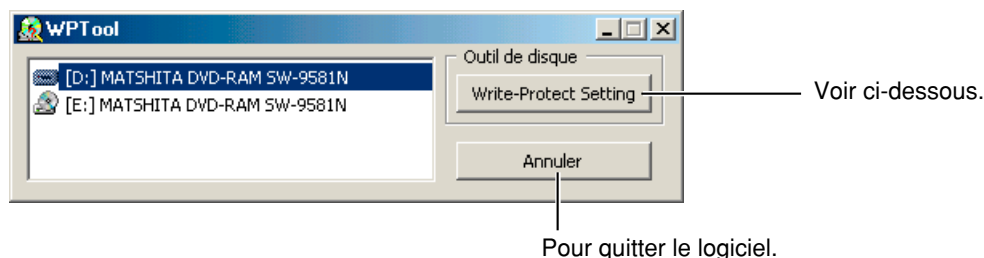 WPTool
Outil de disque
[D:] MATSHITA DVD-RAM SW-9581N
Write-Protect Setting
Voir ci-dessous.
[E:] MATSHITA DVD-RAM SW-9581N
Annuler
Pour quitter le logiciel.